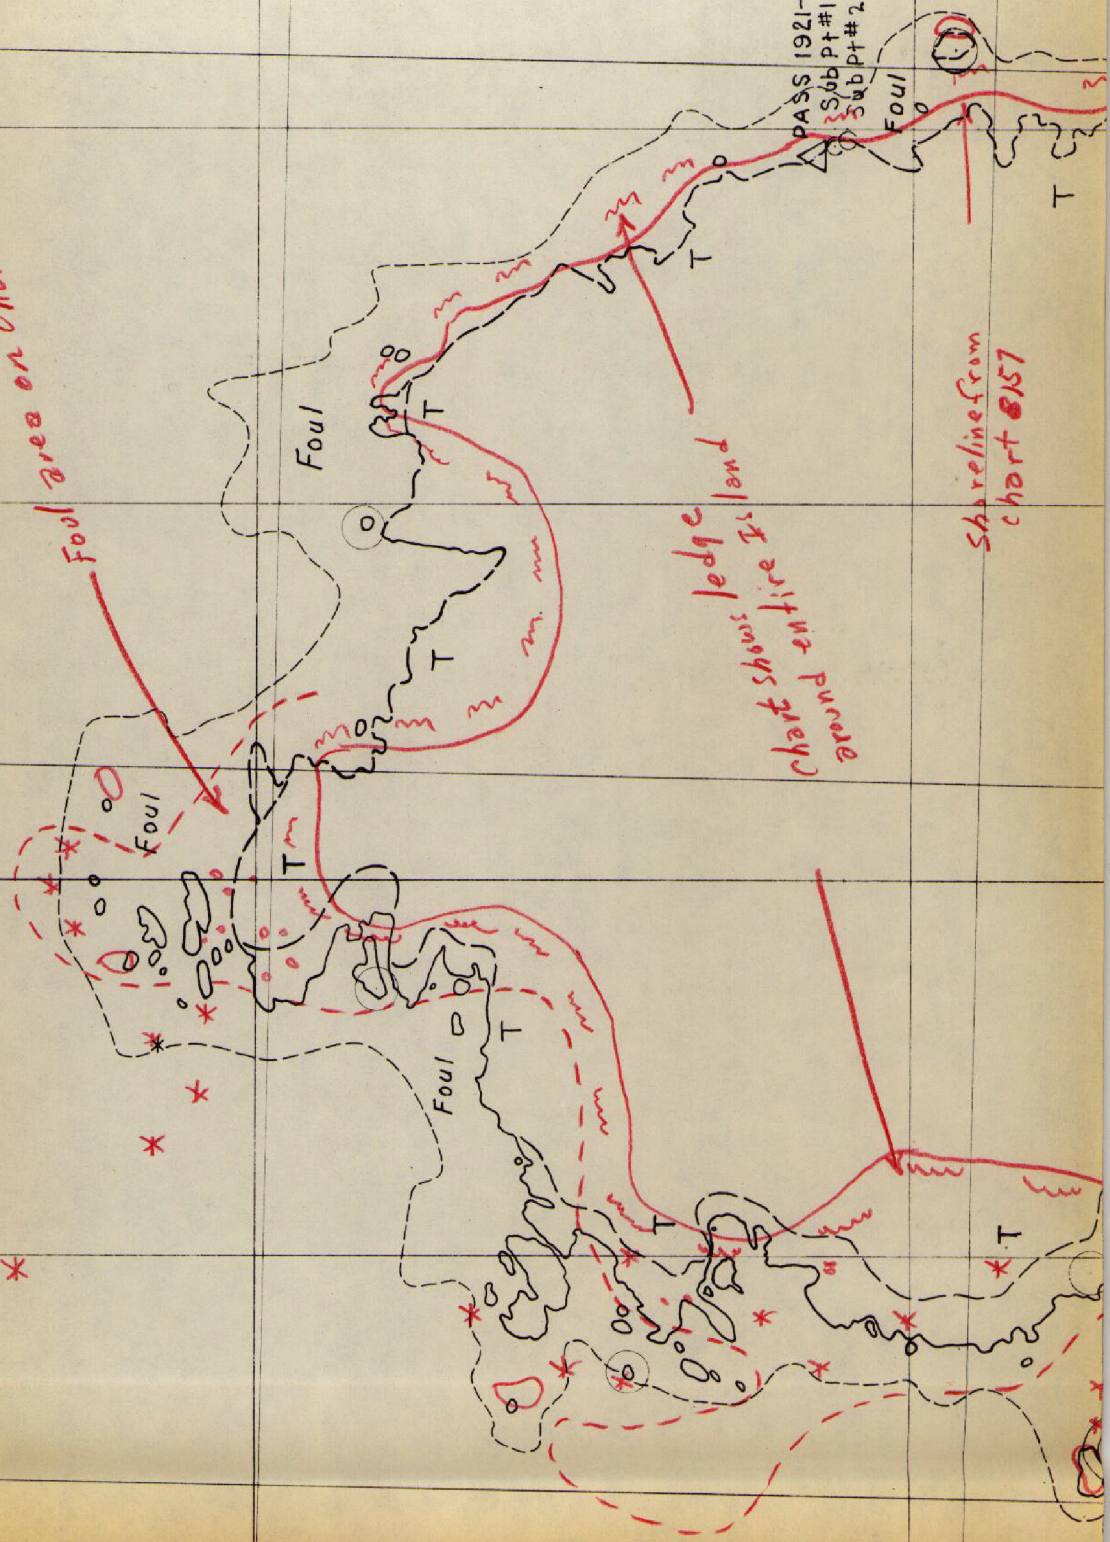 PASS 1921-
Sub Pt #1
Sub Pt #2
Foul
T
T
Foul area on
Foul
T
Shoreline from
chart 8157
Chart shows ledge
around entire Island
T
Foul
T
T
Foul
T
T